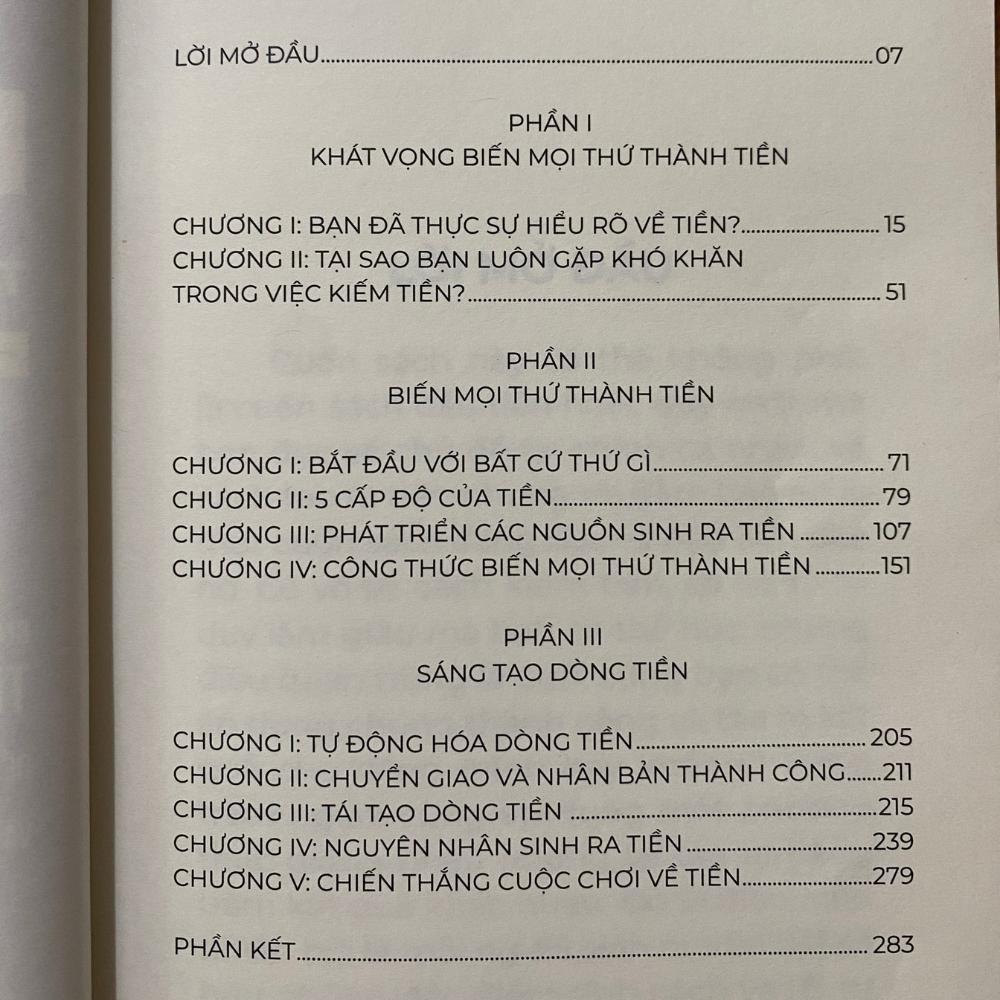 LỜI MỞ ĐẦU........................................07
PHẦN I
KHÁT VỌNG BIẾN MỌI THỨ THÀNH TIỀN
CHƯƠNG I: BẠN ĐÃ THỰC SỰ HIỂU RÕ VỀ TIỀN?.................... 15
CHƯƠNG II: TẠI SAO BẠN LUÔN GẶP KHÓ KHĂN
TRONG VIỆC KIẾM TIỀN?........................................ 51
PHẦN II
BIẾN MỌI THỨ THÀNH TIỀN
CHƯƠNG I: BẮT ĐẦU VỚI BẤT CỨ THỨ GÌ.................... 71
CHƯƠNG II: 5 CẤP ĐỘ CỦA TIỀN........................................ 79
CHƯƠNG III: PHÁT TRIỂN CÁC NGUỒN SINH RA TIỀN ............. 107
CHƯƠNG IV: CÔNG THỨC BIẾN MỌI THỨ THÀNH TIỀN ............151
PHẦN III
SÁNG TẠO DÒNG TIỀN
CHƯƠNG I: TỰ ĐỘNG HÓA DÒNG TIỀN.............................. 205
CHƯƠNG II: CHUYỂN GIAO VÀ NHÂN BẢN THÀNH CÔNG......211
CHƯƠNG III: TÁI TẠO DÒNG TIỀN ........................................215
CHƯƠNG IV: NGUYÊN NHÂN SINH RA TIỀN ..............................239
CHƯƠNG V: CHIẾN THẮNG CUỘC CHƠI VỀ TIỀN....................279
PHẦN KẾT.................................................. 283